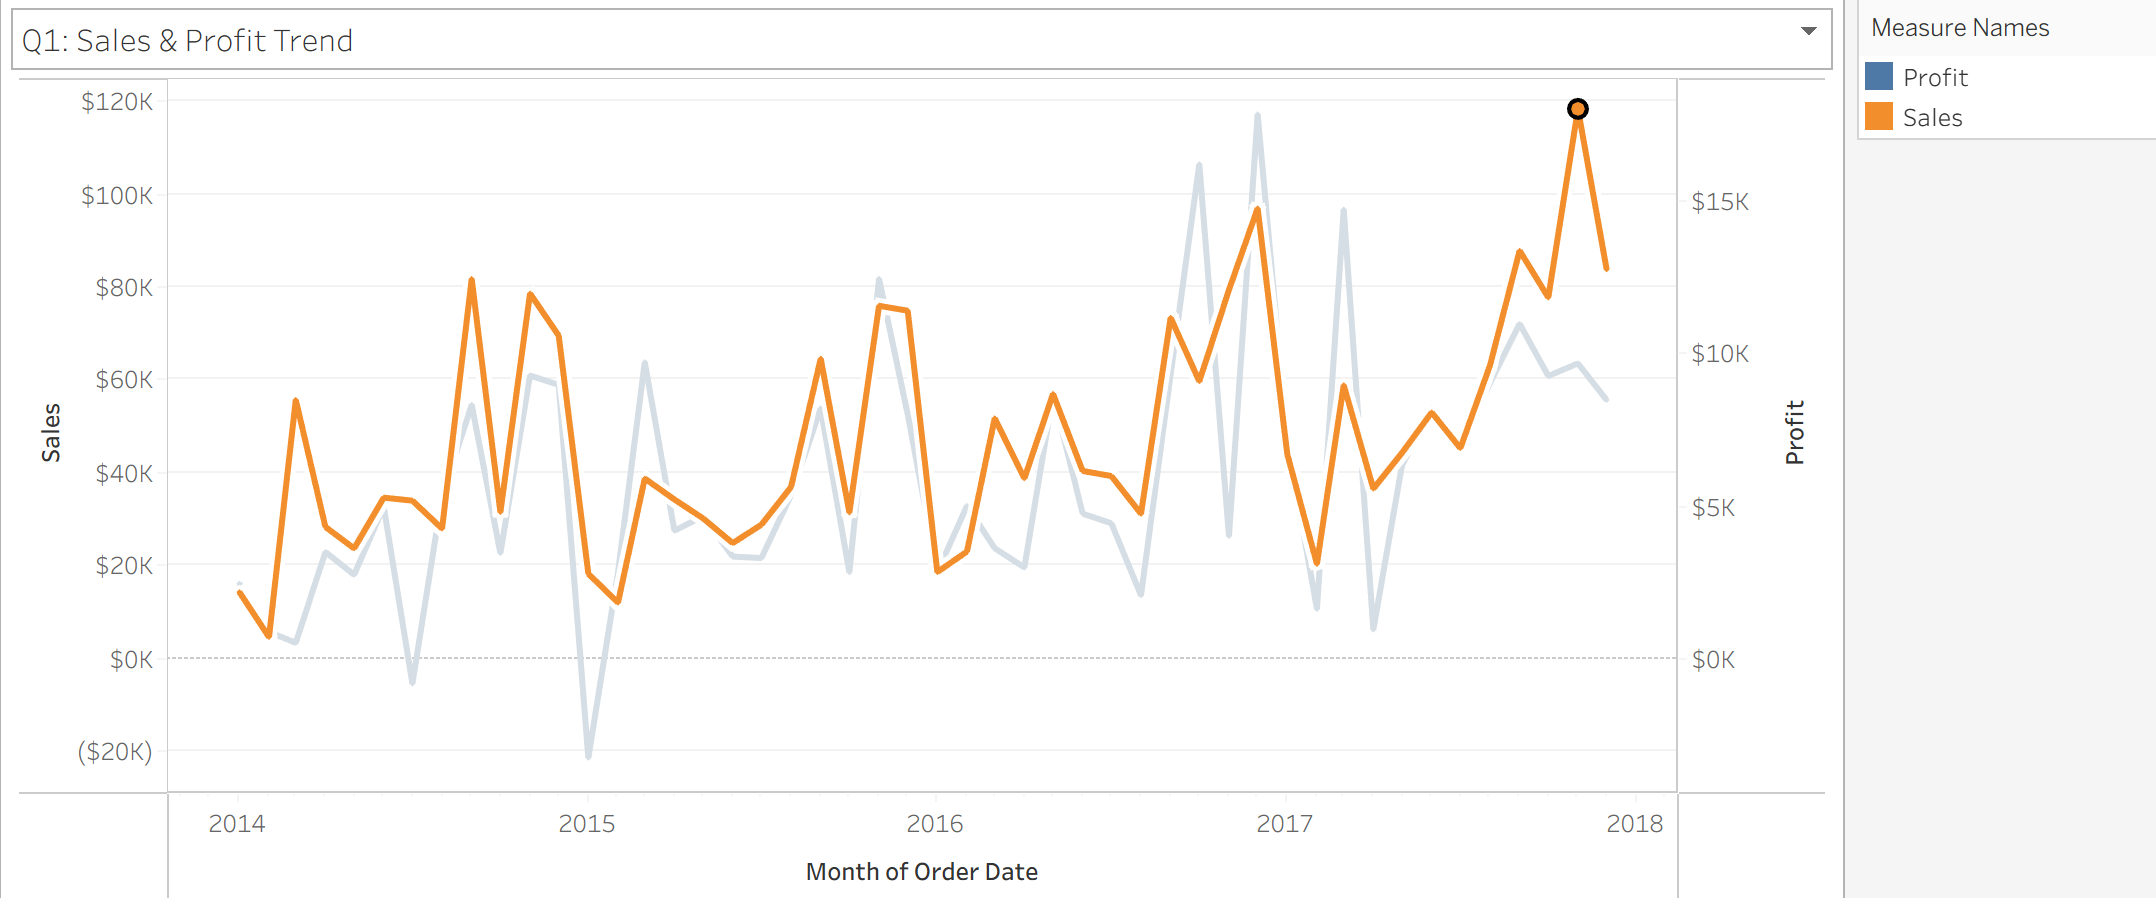 Q1: Sales & Profit Trend
Measure Names
Profit
Sales
$120K
$100K
$80K
$60K
$40K
$20K
$0K
($20K)
Sales
$15K
$10K
$5K
$0K
Profit
2014
2015
2016
2017
2018
Month of Order Date